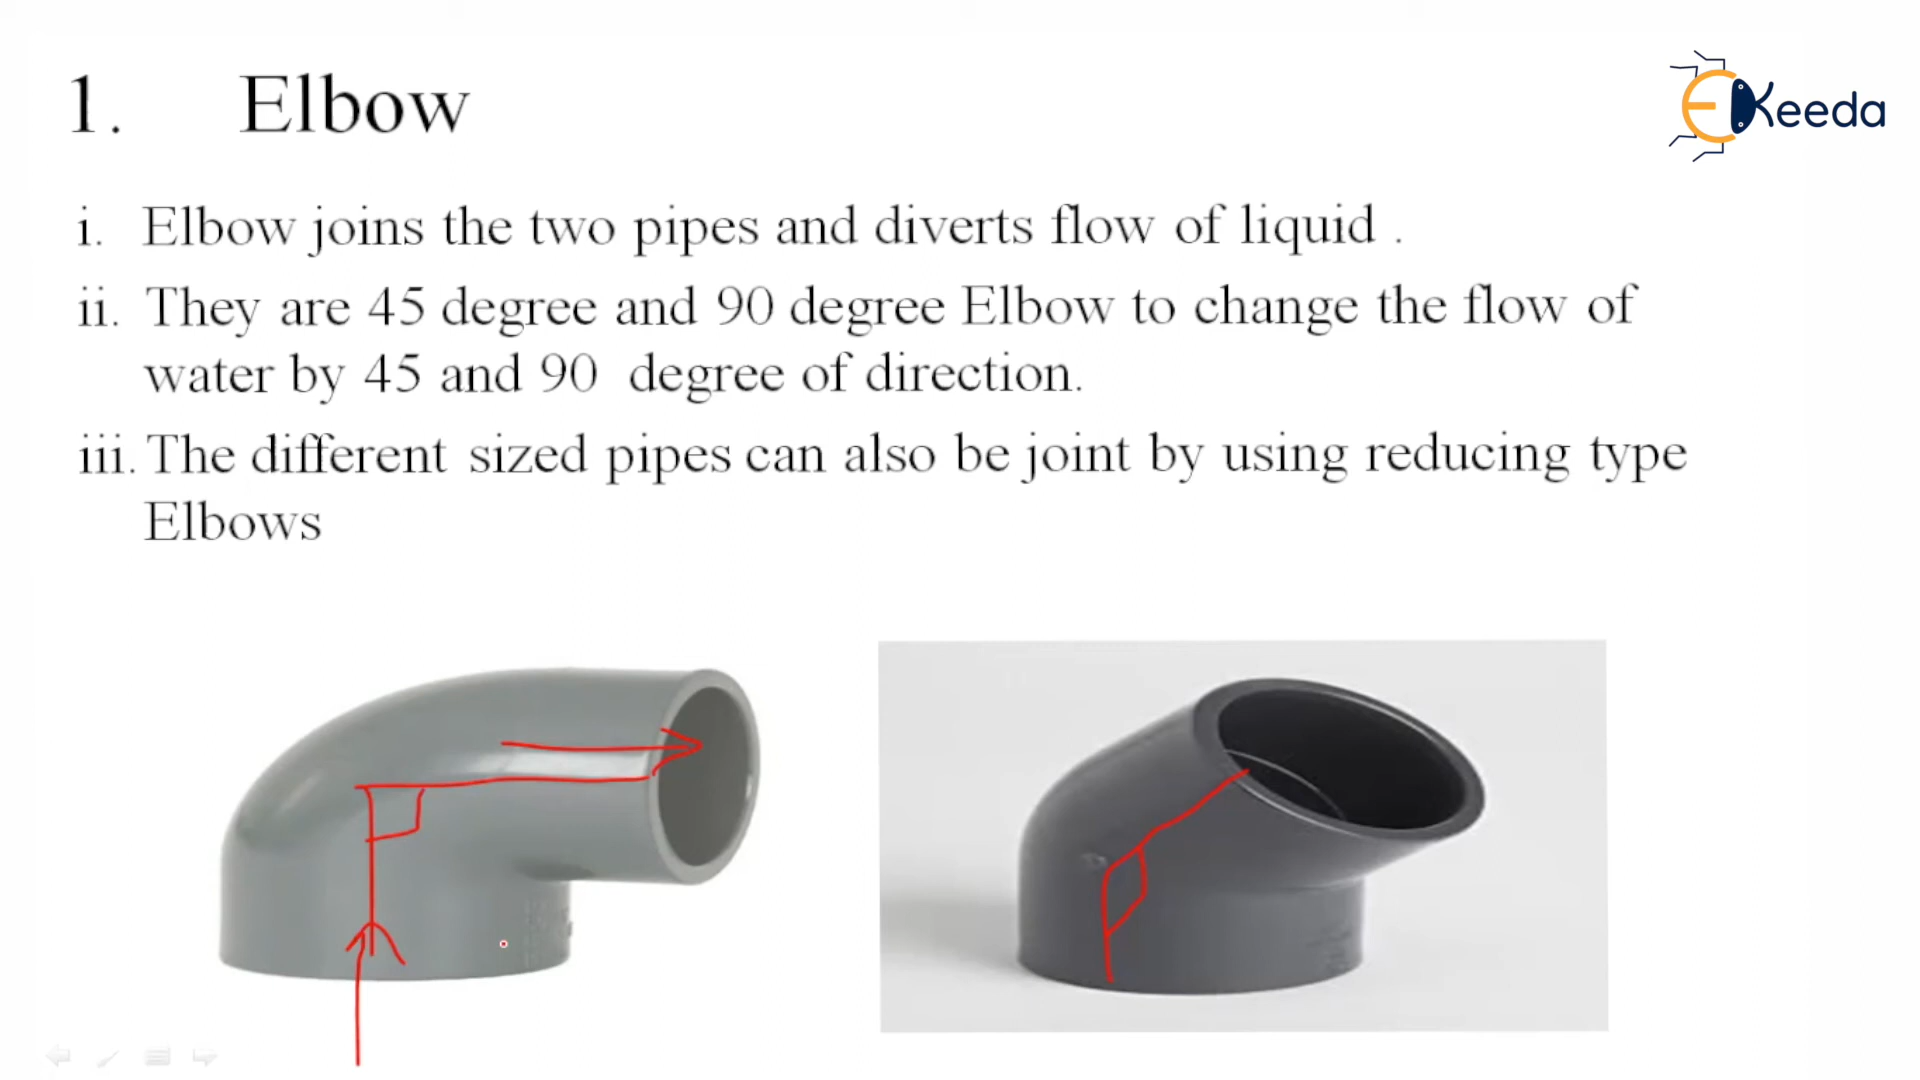 1. Elbow
EKeeda
i. Elbow joins the two pipes and diverts flow of liquid .
ii. They are 45 degree and 90 degree Elbow to change the flow of
water by 45 and 90 degree of direction.
iii. The different sized pipes can also be joint by using reducing type
Elbows